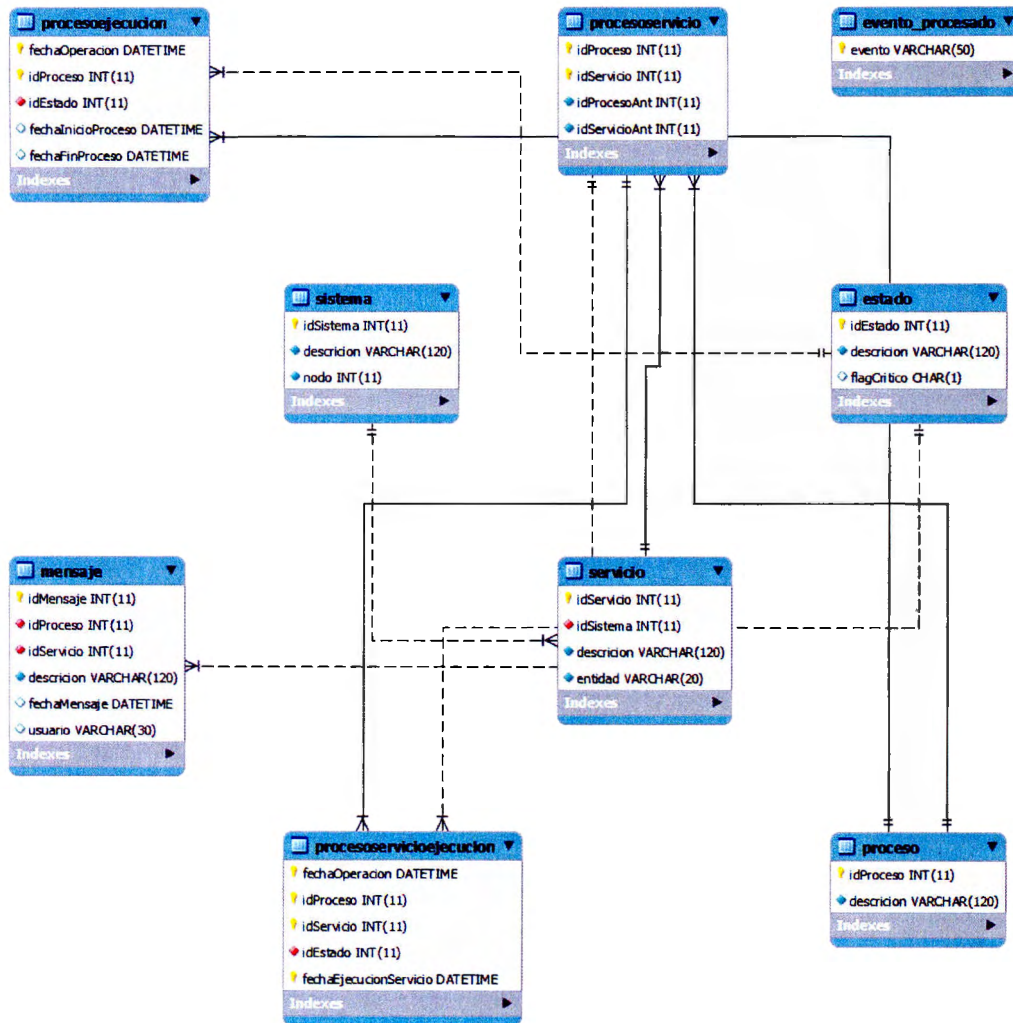 procesoejecucion
fechaOperacion DATETIME
idProceso INT(11)
idEstado INT(11)
fechaInicioProceso DATETIME
fechaFinProceso DATETIME
Indexes
procesoservicio
idProceso INT(11)
idServicio INT(11)
idProcesoAnt INT(11)
idServicioAnt INT(11)
Indexes
evento_procesado
evento VARCHAR(50)
Indexes
sistema
idSistema INT(11)
descricion VARCHAR(120)
nodo INT(11)
Indexes
estado
idEstado INT(11)
descricion VARCHAR(120)
flagCritico CHAR(1)
Indexes
mensaje
idMensaje INT(11)
idProceso INT(11)
idServicio INT(11)
descricion VARCHAR(120)
fechaMensaje DATETIME
usuario VARCHAR(30)
Indexes
servicio
idServicio INT(11)
idSistema INT(11)
descricion VARCHAR(120)
entidad VARCHAR(20)
Indexes
procesoservicioejecucion
fechaOperacion DATETIME
idProceso INT(11)
idServicio INT(11)
idEstado INT(11)
fechaEjecucionServicio DATETIME
Indexes
proceso
idProceso INT(11)
descricion VARCHAR(120)
Indexes